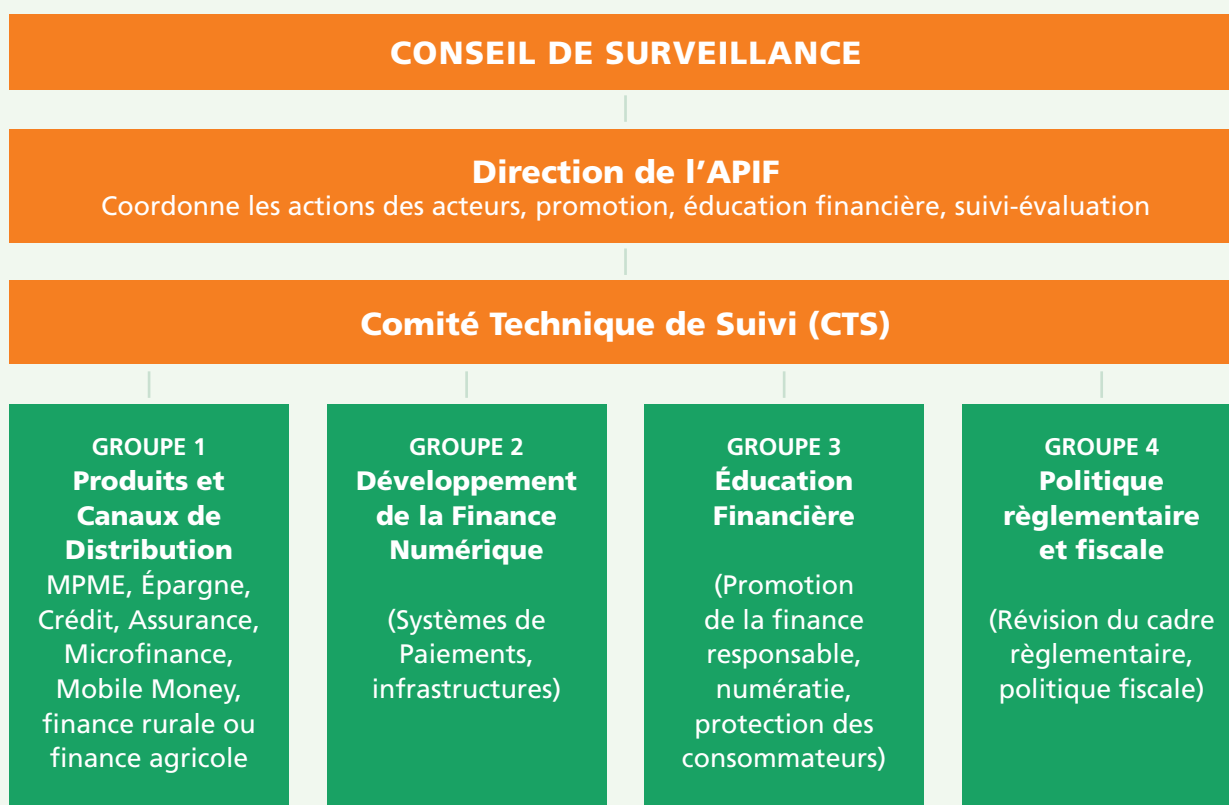 CONSEIL DE SURVEILLANCE
Direction de l’APIF
Coordonne les actions des acteurs, promotion, éducation financière, suivi-évaluation
Comité Technique de Suivi (CTS)
GROUPE 1
Produits et
Canaux de
Distribution
MPME, Épargne,
Crédit, Assurance,
Microfinance,
Mobile Money,
finance rurale ou
finance agricole
GROUPE 2
Développement
de la Finance
Numérique
(Systèmes de
Paiements,
infrastructures)
GROUPE 3
Éducation
Financière
(Promotion
de la finance
responsable,
numératie,
protection des
consommateurs)
GROUPE 4
Politique
règlementaire
et fiscale
(Révision du cadre
règlementaire,
politique fiscale)